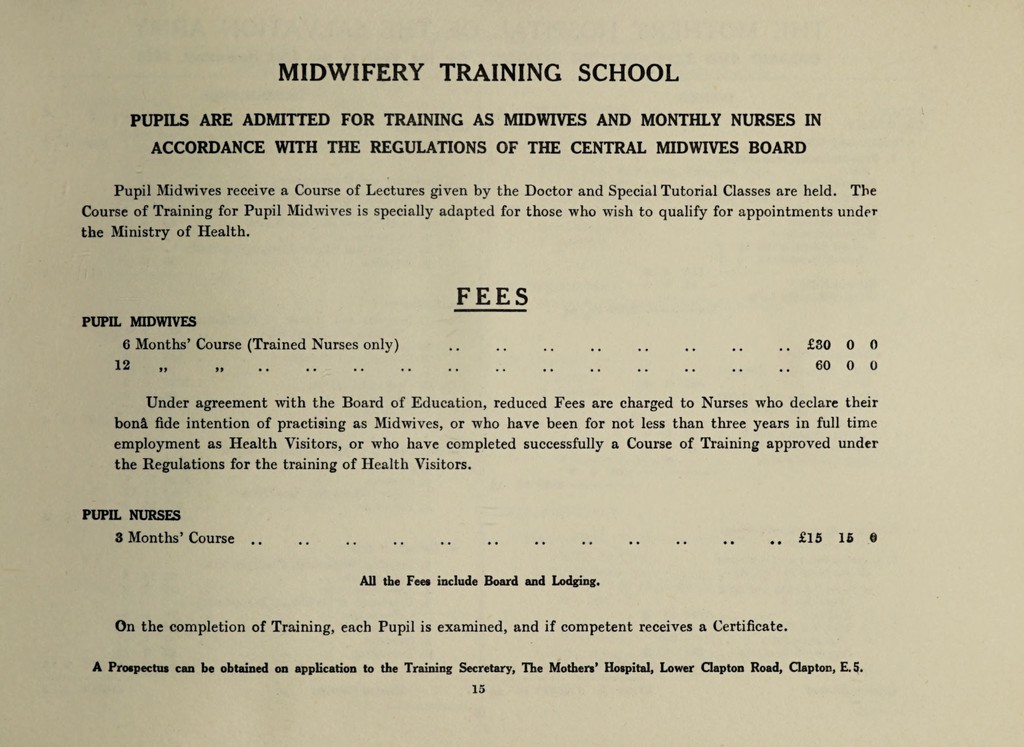 MIDWIFERY TRAINING SCHOOL
PUPILS ARE ADMITTED FOR TRAINING AS MIDWIVES AND MONTHLY NURSES IN
ACCORDANCE WITH THE REGULATIONS OF THE CENTRAL MIDWIVES BOARD
Pupil Midwives receive a Course of Lectures given by the Doctor and Special Tutorial Classes are held. The
Course of Training for Pupil Midwives is specially adapted for those who wish to qualify for appointments under
the Ministry of Health.
FEES
PUPIL MIDWIVES
6 Months' Course (Trained Nurses only) .. .. .. .. .. .. .. .. £30 0 0
12 „ „ .. .. .. .. .. .. .. .. .. .. .. .. 60 0 0
Under agreement with the Board of Education, reduced Fees are charged to Nurses who declare their
bonâ fide intention of practising as Midwives, or who have been for not less than three years in full time
employment as Health Visitors, or who have completed successfully a Course of Training approved under
the Regulations for the training of Health Visitors.
PUPIL NURSES
3 Months' Course .. .. .. .. .. .. .. .. .. .. .. .. £15 15 0
All the Fees include Board and Lodging.
On the completion of Training, each Pupil is examined, and if competent receives a Certificate.
A Prospectus can be obtained on application to the Training Secretary, The Mothers' Hospital, Lower Clapton Road, Clapton, E.5.
15